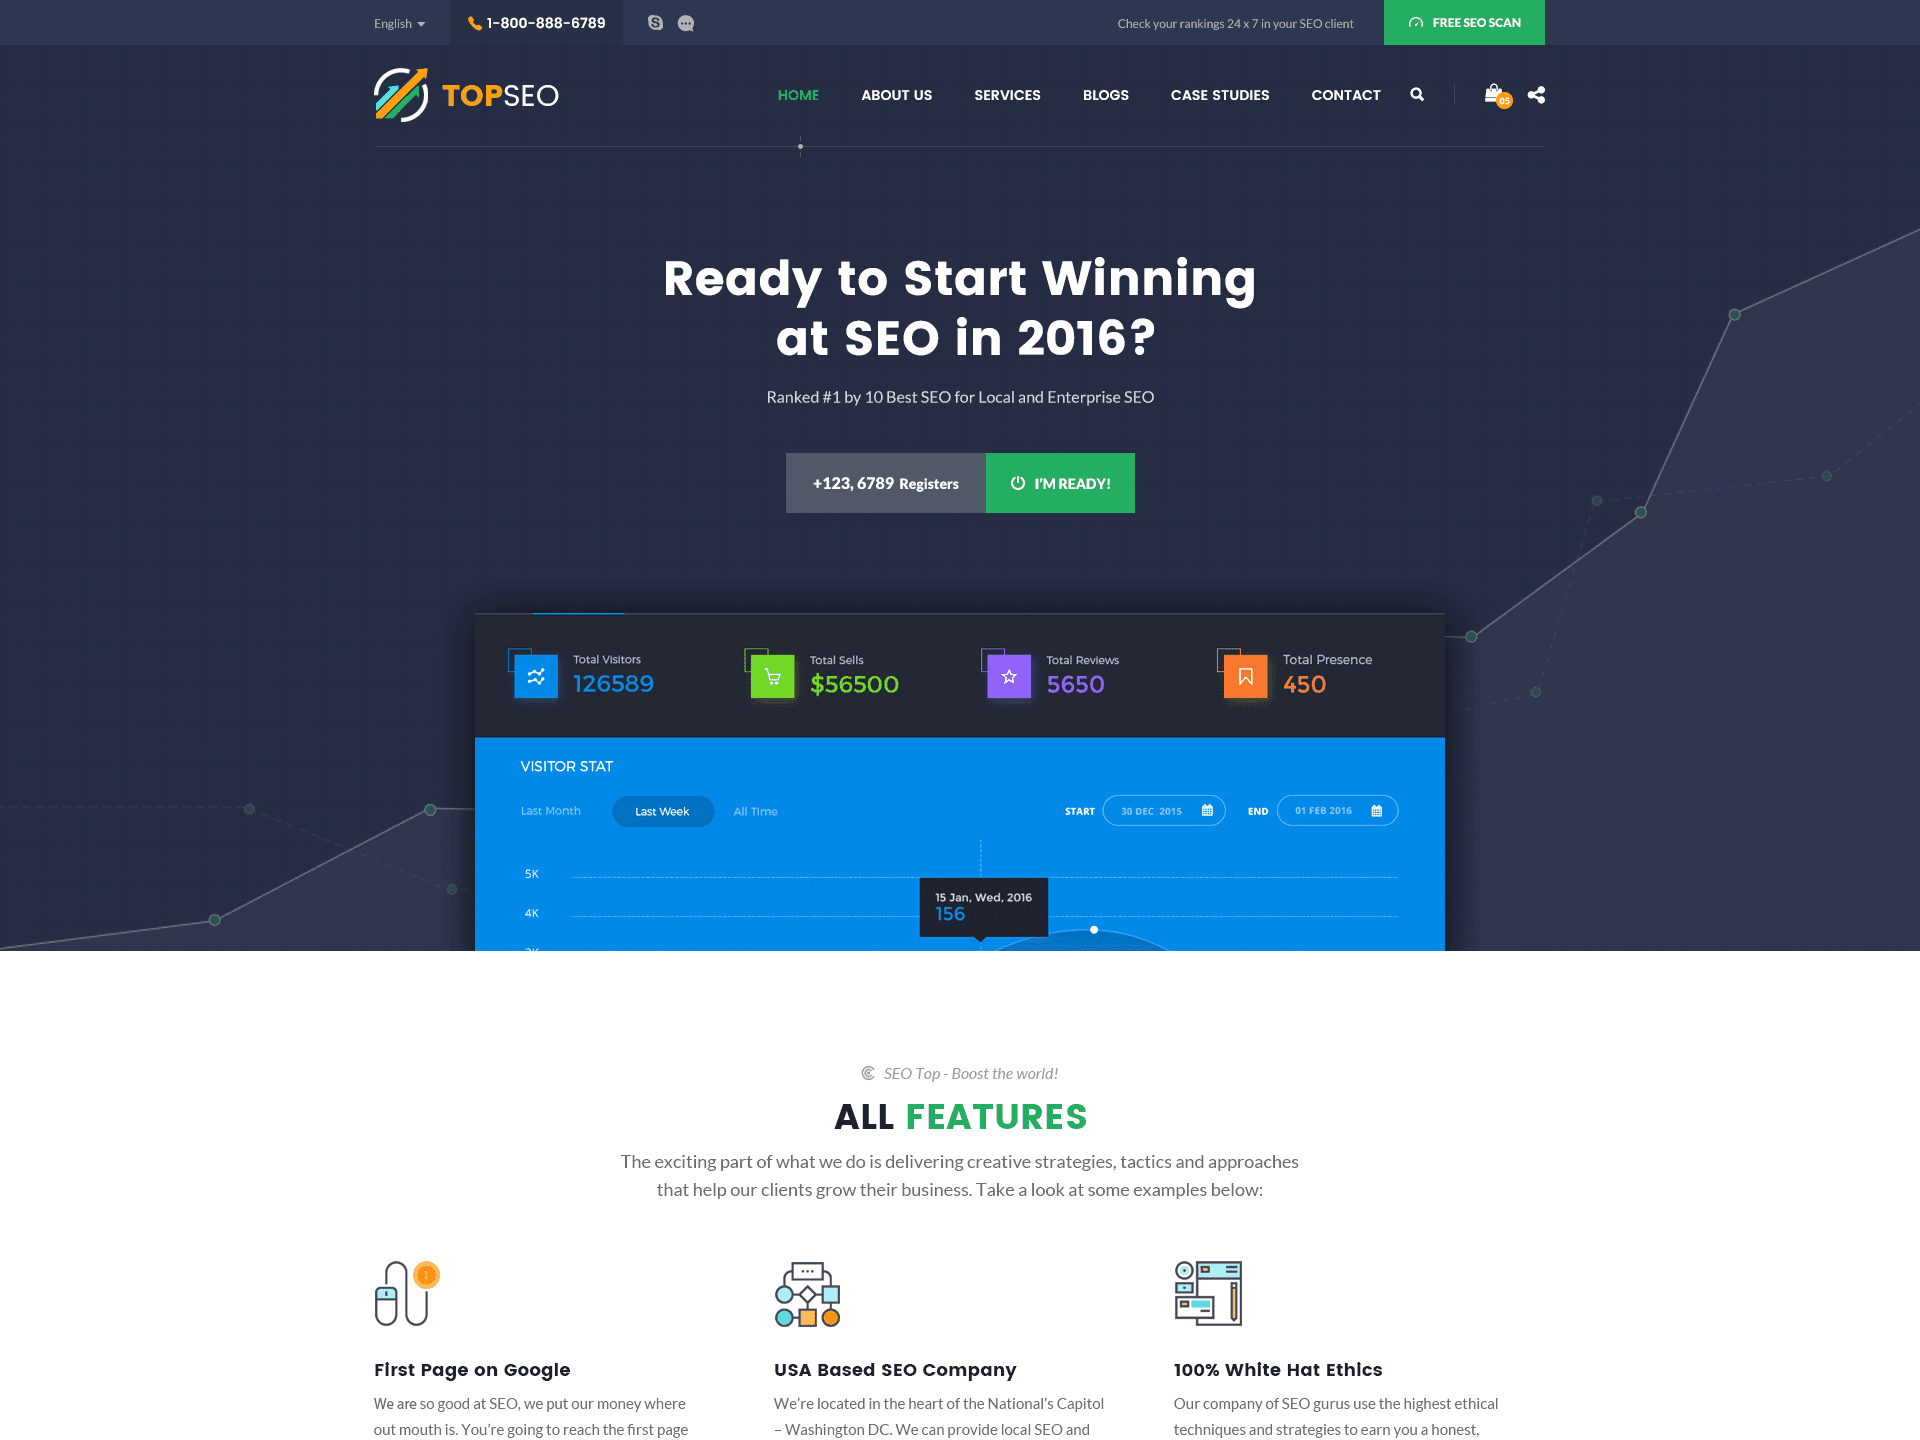 English
1-800-888-6789
Check your rankings 24 x 7 in your SEO client
FREE SEO SCAN
TOPSEO
HOME
ABOUT US
SERVICES
BLOGS
CASE STUDIES
CONTACT
05
Ready to Start Winning
at SEO in 2016?
Ranked #1 by 10 Best SEO for Local and Enterprise SEO
+123, 6789 Registers
I'M READY!
Total Visitors
126589
Total Sells
$56500
Total Reviews
5650
Total Presence
450
VISITOR STAT
Last Month
Last Week
All Time
START
30 DEC 2015
END
01 FEB 2016
5K
4K
15 Jan, Wed, 2016
156
SEO Top - Boost the world!
ALL FEATURES
The exciting part of what we do is delivering creative strategies, tactics and approaches
that help our clients grow their business. Take a look at some examples below:
First Page on Google
We are so good at SEO, we put our money where
out mouth is. You're going to reach the first page
USA Based SEO Company
We're located in the heart of the National's Capitol
– Washington DC. We can provide local SEO and
100% White Hat Ethics
Our company of SEO gurus use the highest ethical
techniques and strategies to earn you a honest,